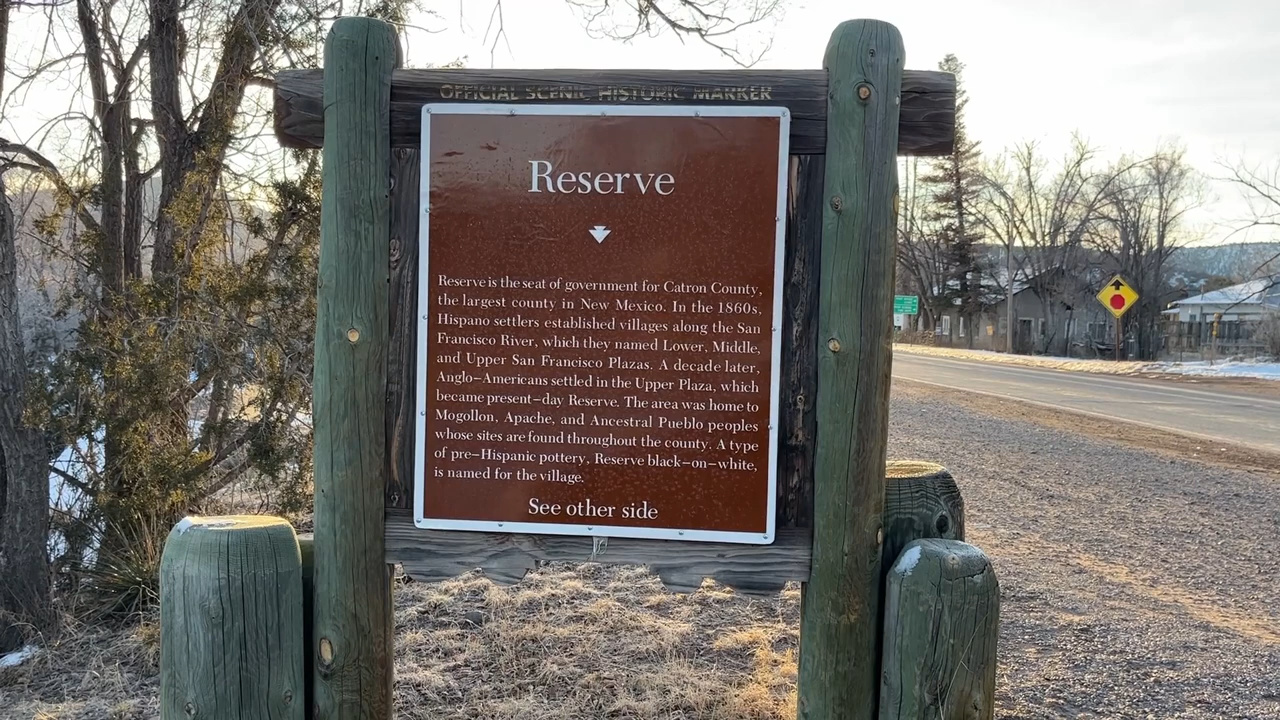 OFFICIAL SCENIC HISTORIC MARKER
Reserve
Reserve is the seat of government for Catron County,
the largest county in New Mexico. In the 1860s,
Hispano settlers established villages along the San
Francisco River, which they named Lower, Middle,
and Upper San Francisco Plazas. A decade later,
Anglo–Americans settled in the Upper Plaza, which
became present–day Reserve. The area was home to
Mogollon, Apache, and Ancestral Pueblo peoples
whose sites are found throughout the county. A type
of pre–Hispanic pottery, Reserve black–on–white,
is named for the village.
See other side